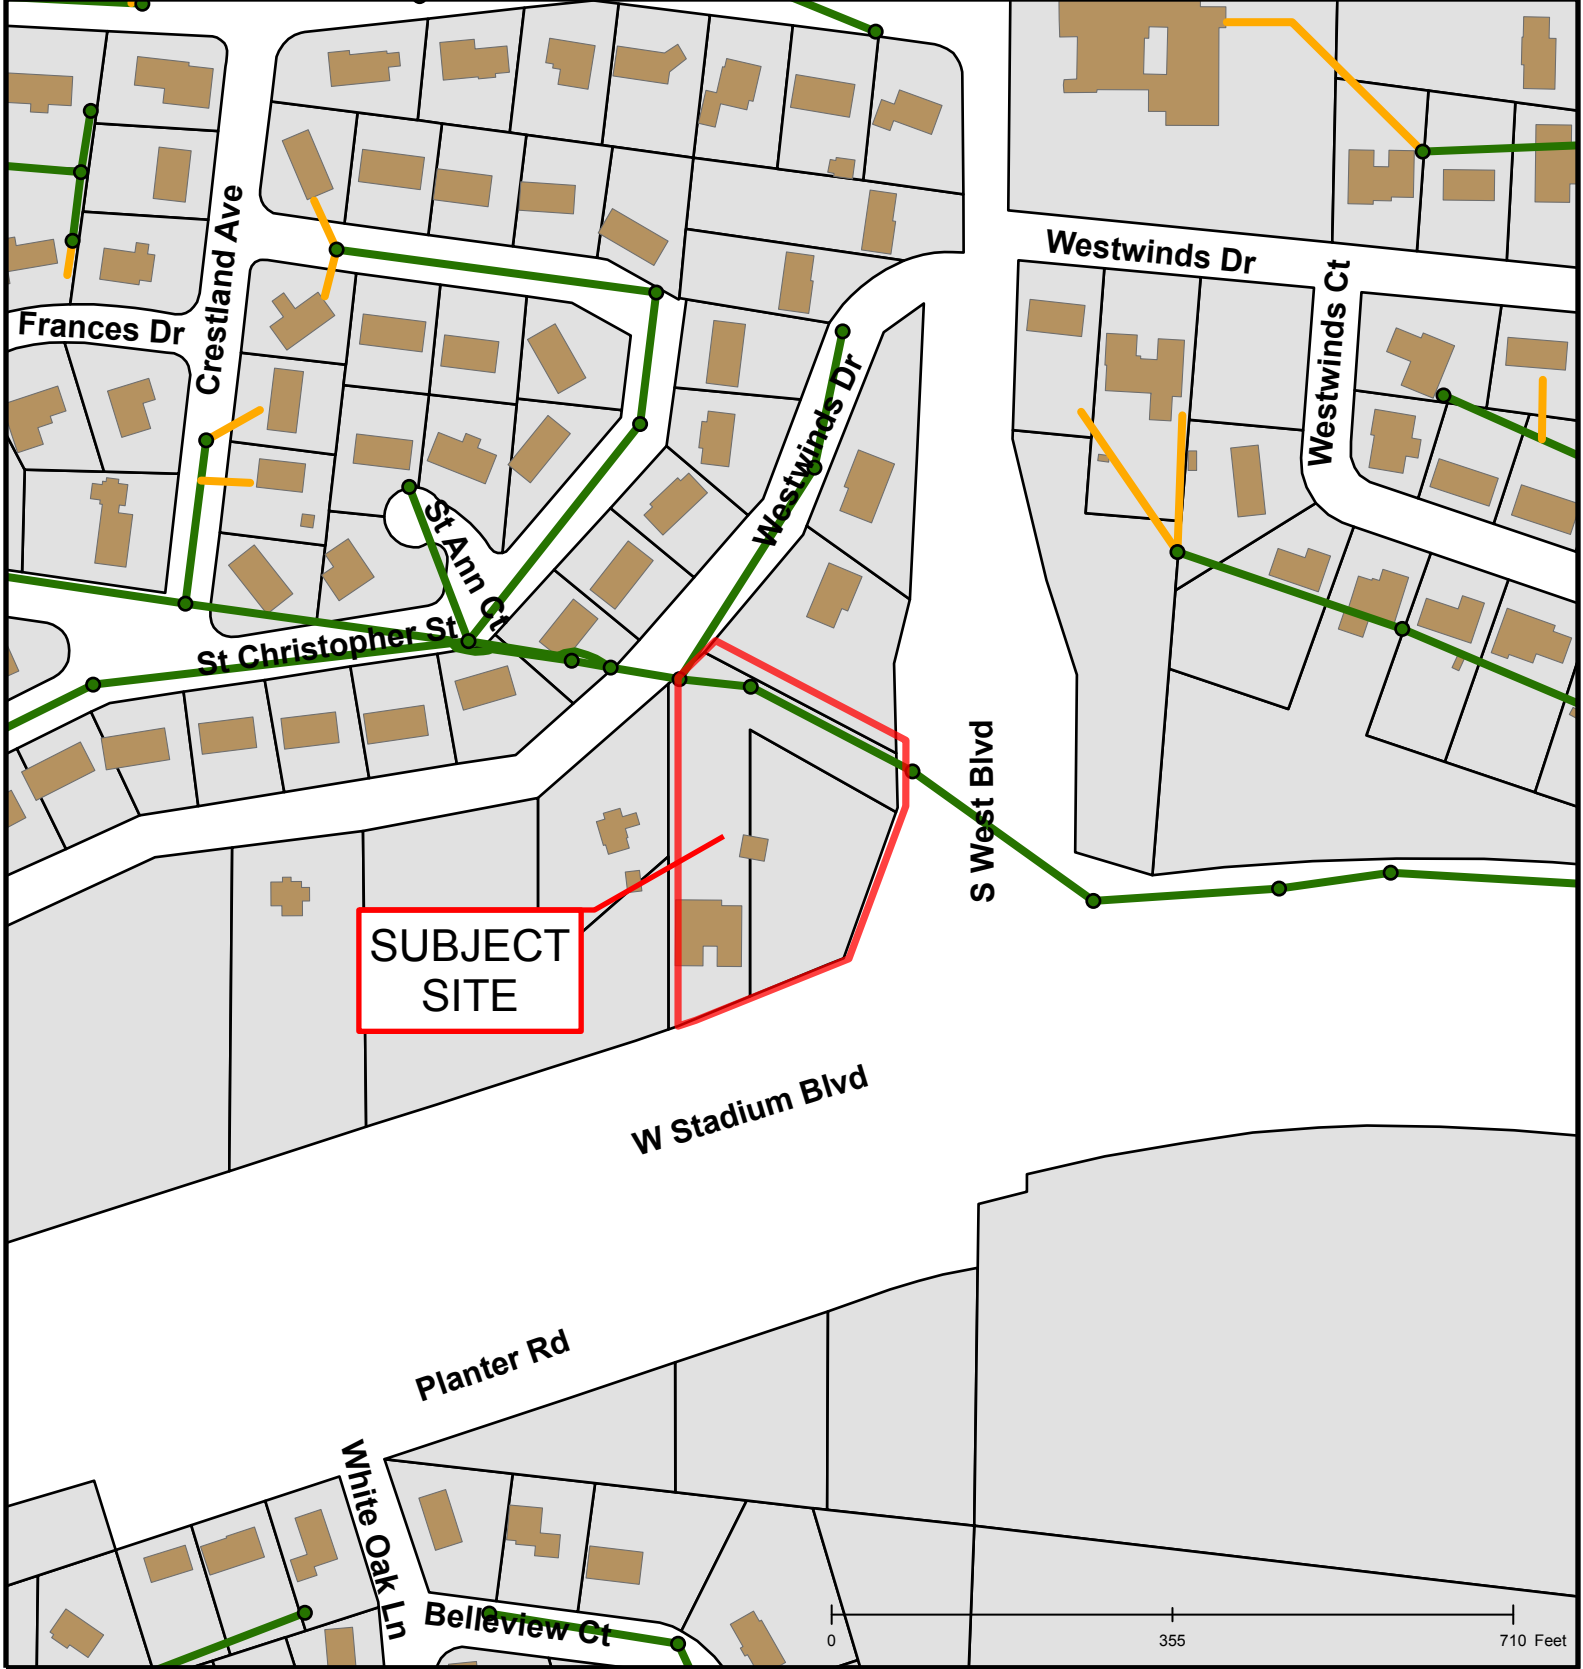 Westwinds Dr
Crestland Ave
Westwinds Ct
Frances Dr
Westwinds Dr
St Ann Ct
St Christopher St
S West Blvd
SUBJECT
SITE
W Stadium Blvd
Planter Rd
White Oak Ln
Belleview Ct
0 355 710 Feet